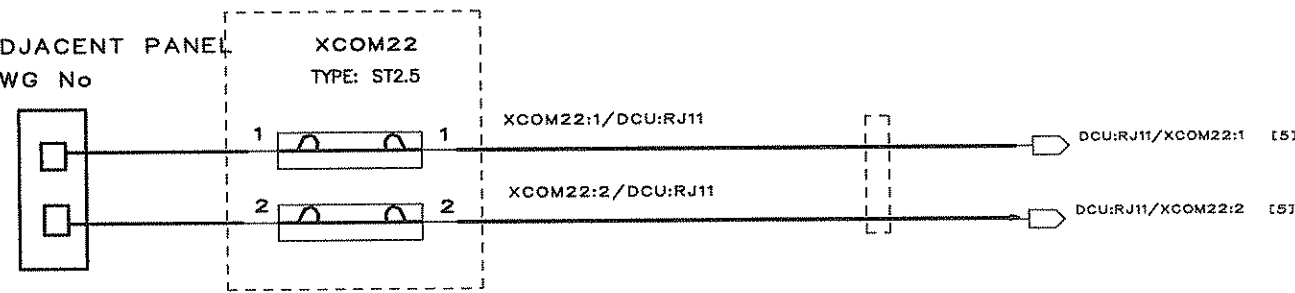 DJACENT PANEL
WG No
XCOM22
TYPE: ST2.5
1 1 XCOM22:1/DCU:RJ11 DCU:RJ11/XCOM22:1 [5]
2 2 XCOM22:2/DCU:RJ11 DCU:RJ11/XCOM22:2 [5]